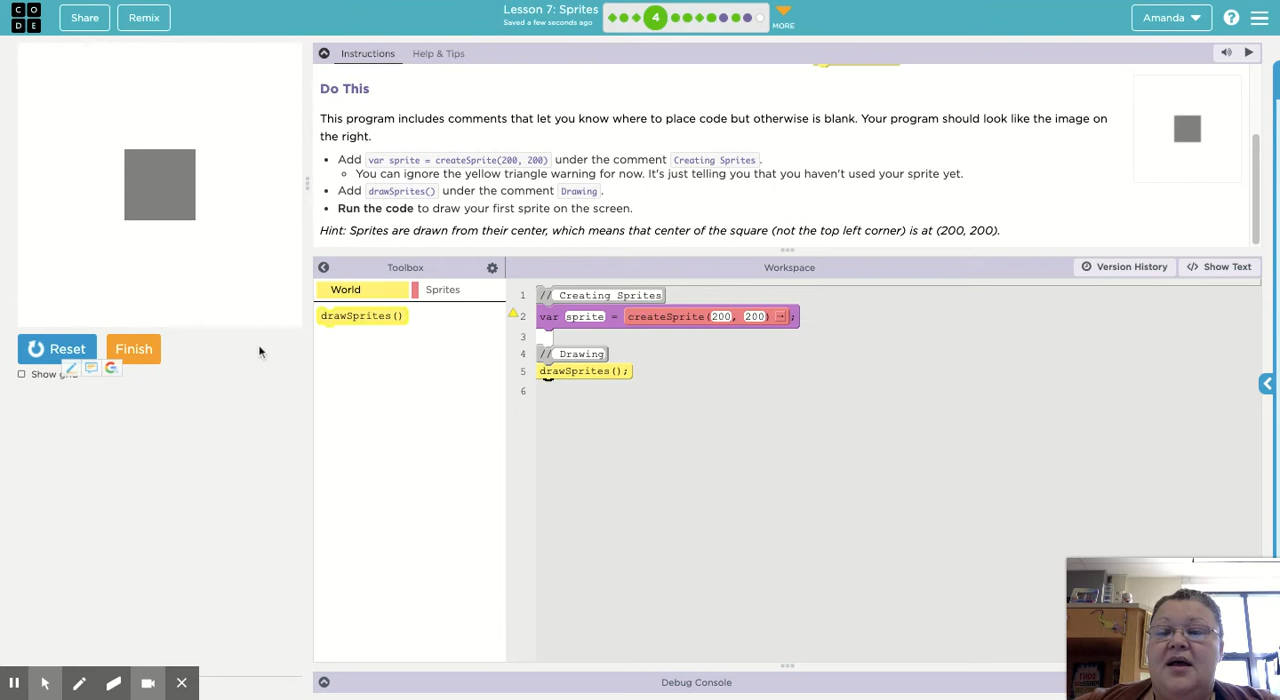 CODE
Share
Remix
Lesson 7: Sprites
Saved a few seconds ago
4
MORE
Amanda
?
Instructions
Help & Tips
Do This
This program includes comments that let you know where to place code but otherwise is blank. Your program should look like the image on
the right.
Add var sprite = createSprite(200, 200) under the comment Creating Sprites.
You can ignore the yellow triangle warning for now. It's just telling you that you haven't used your sprite yet.
Add drawSprites() under the comment Drawing.
Run the code to draw your first sprite on the screen.
Hint: Sprites are drawn from their center, which means that center of the square (not the top left corner) is at (200, 200).
Toolbox
Workspace
Version History
</> Show Text
World
Sprites
drawSprites()
1 // Creating Sprites
2 var sprite = createSprite(200, 200);
3
4 // Drawing
5 drawSprites();
6
Reset
Finish
Show
Debug Console